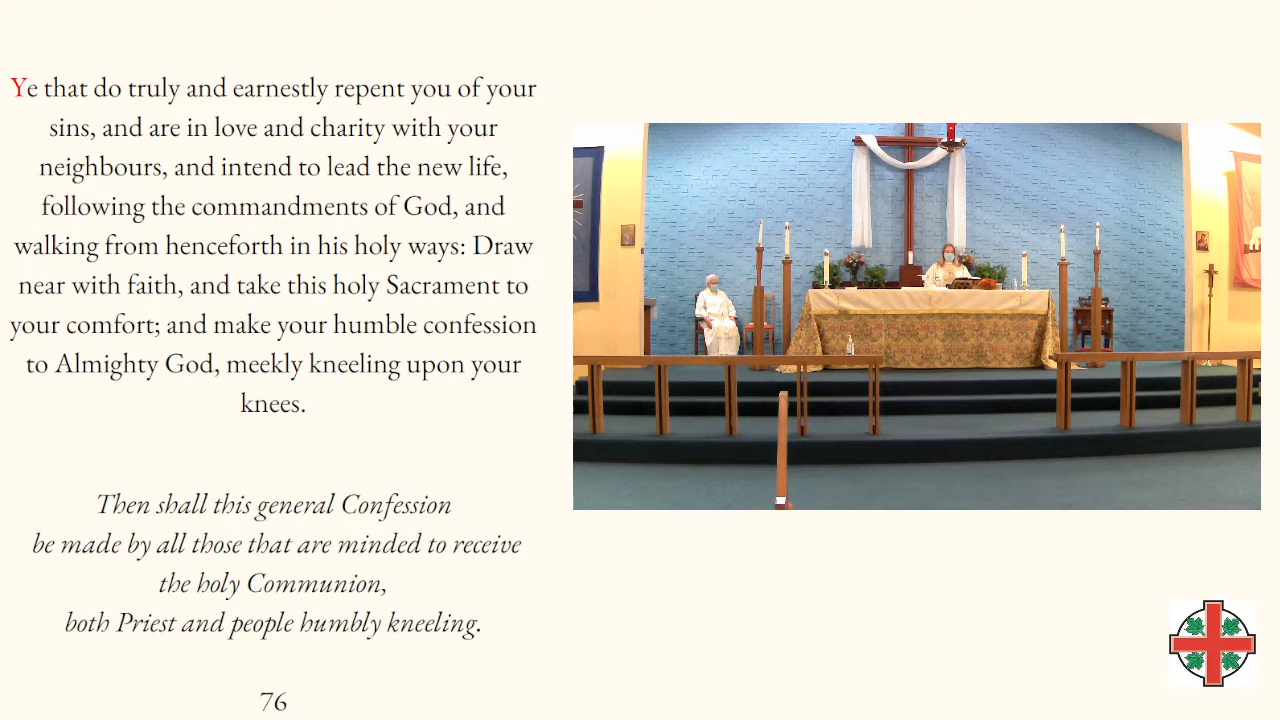 Ye that do truly and earnestly repent you of your
sins, and are in love and charity with your
neighbours, and intend to lead the new life,
following the commandments of God, and
walking from henceforth in his holy ways: Draw
near with faith, and take this holy Sacrament to
your comfort; and make your humble confession
to Almighty God, meekly kneeling upon your
knees.
Then shall this general Confession
be made by all those that are minded to receive
the holy Communion,
both Priest and people humbly kneeling.
76